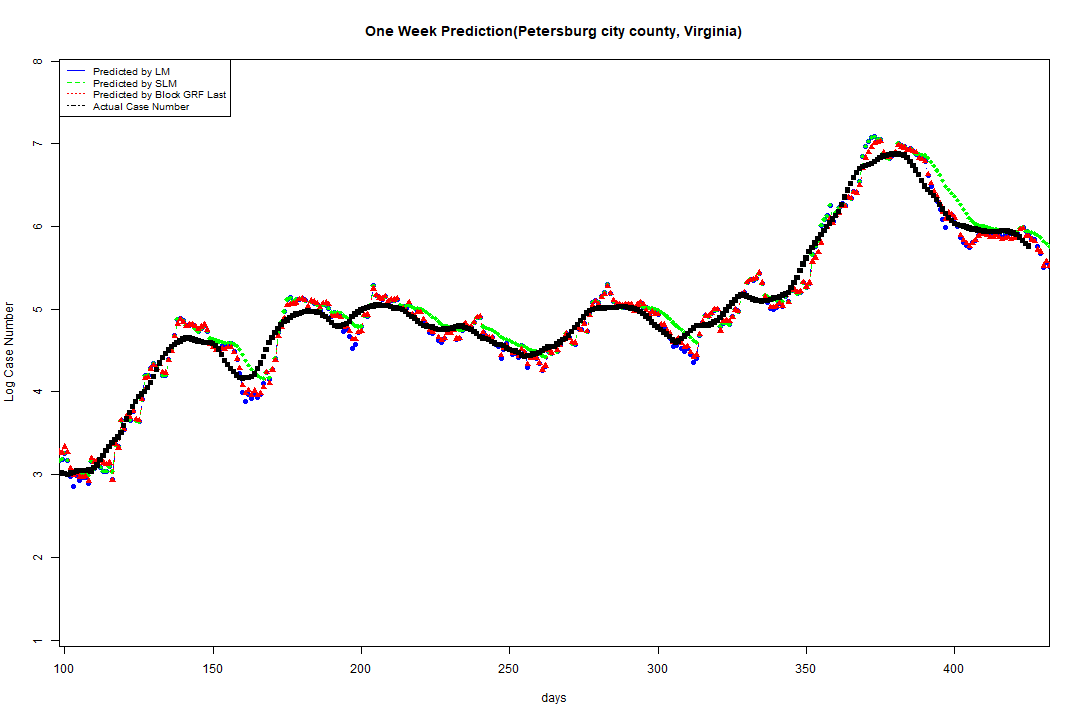 One Week Prediction(Petersburg city county, Virginia)
Predicted by LM
Predicted by SLM
Predicted by Block GRF Last
Actual Case Number
8
7
6
5
4
3
2
1
Log Case Number
100 150 200 250 300 350 400
days